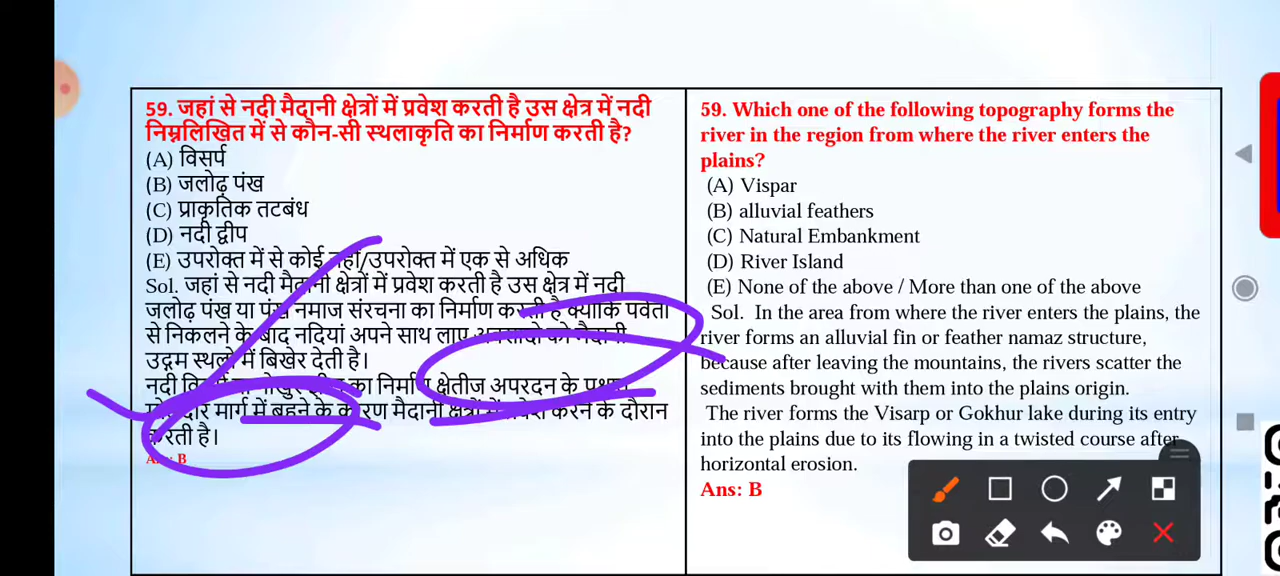 59. जहां से नदी मैदानी क्षेत्रों में प्रवेश करती है उस क्षेत्र में नदी
निम्नलिखित में से कौन-सी स्थलाकृति का निर्माण करती है?
(A) विसर्प
(B) जलोढ़ पंख
(C) प्राकृतिक तटबंध
(D) नदी द्वीप
(E) उपरोक्त में से कोई नहीं/उपरोक्त में एक से अधिक
Sol. जहां से नदी मैदानी क्षेत्रों में प्रवेश करती है उस क्षेत्र में नदी
जलोढ़ पंख या पंख नमाज संरचना का निर्माण करती है क्योंकि पर्वतों
से निकलने के बाद नदियां अपने साथ लाए अवसादो को मैदानी
उद्गम स्थलों में बिखेर देती है।
नदी का निर्माण क्षेतीज अपरदन के पश्चात
मार्ग में बहने के कारण मैदानी क्षेत्रों में प्रवेश करने के दौरान
करती है।
Ans: B
59. Which one of the following topography forms the
river in the region from where the river enters the
plains?
(A) Vispar
(B) alluvial feathers
(C) Natural Embankment
(D) River Island
(E) None of the above / More than one of the above
Sol. In the area from where the river enters the plains, the
river forms an alluvial fin or feather namaz structure,
because after leaving the mountains, the rivers scatter the
sediments brought with them into the plains origin.
The river forms the Visarp or Gokhur lake during its entry
into the plains due to its flowing in a twisted course after
horizontal erosion.
Ans: B